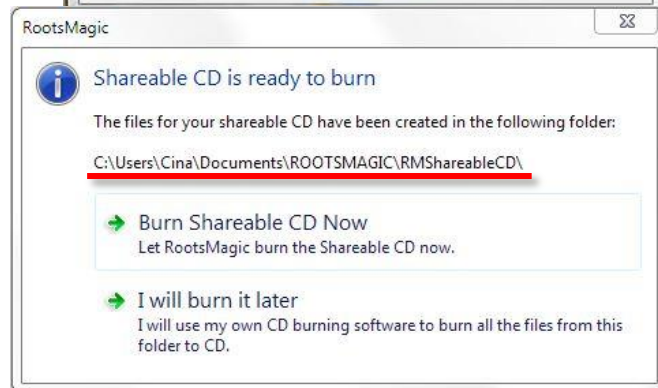 RootsMagic
Shareable CD is ready to burn
The files for your shareable CD have been created in the following folder:
C:\Users\Cina\Documents\ROOTSMAGIC\RMShareableCD\
Burn Shareable CD Now
Let RootsMagic burn the Shareable CD now.
I will burn it later
I will use my own CD burning software to burn all the files from this
folder to CD.